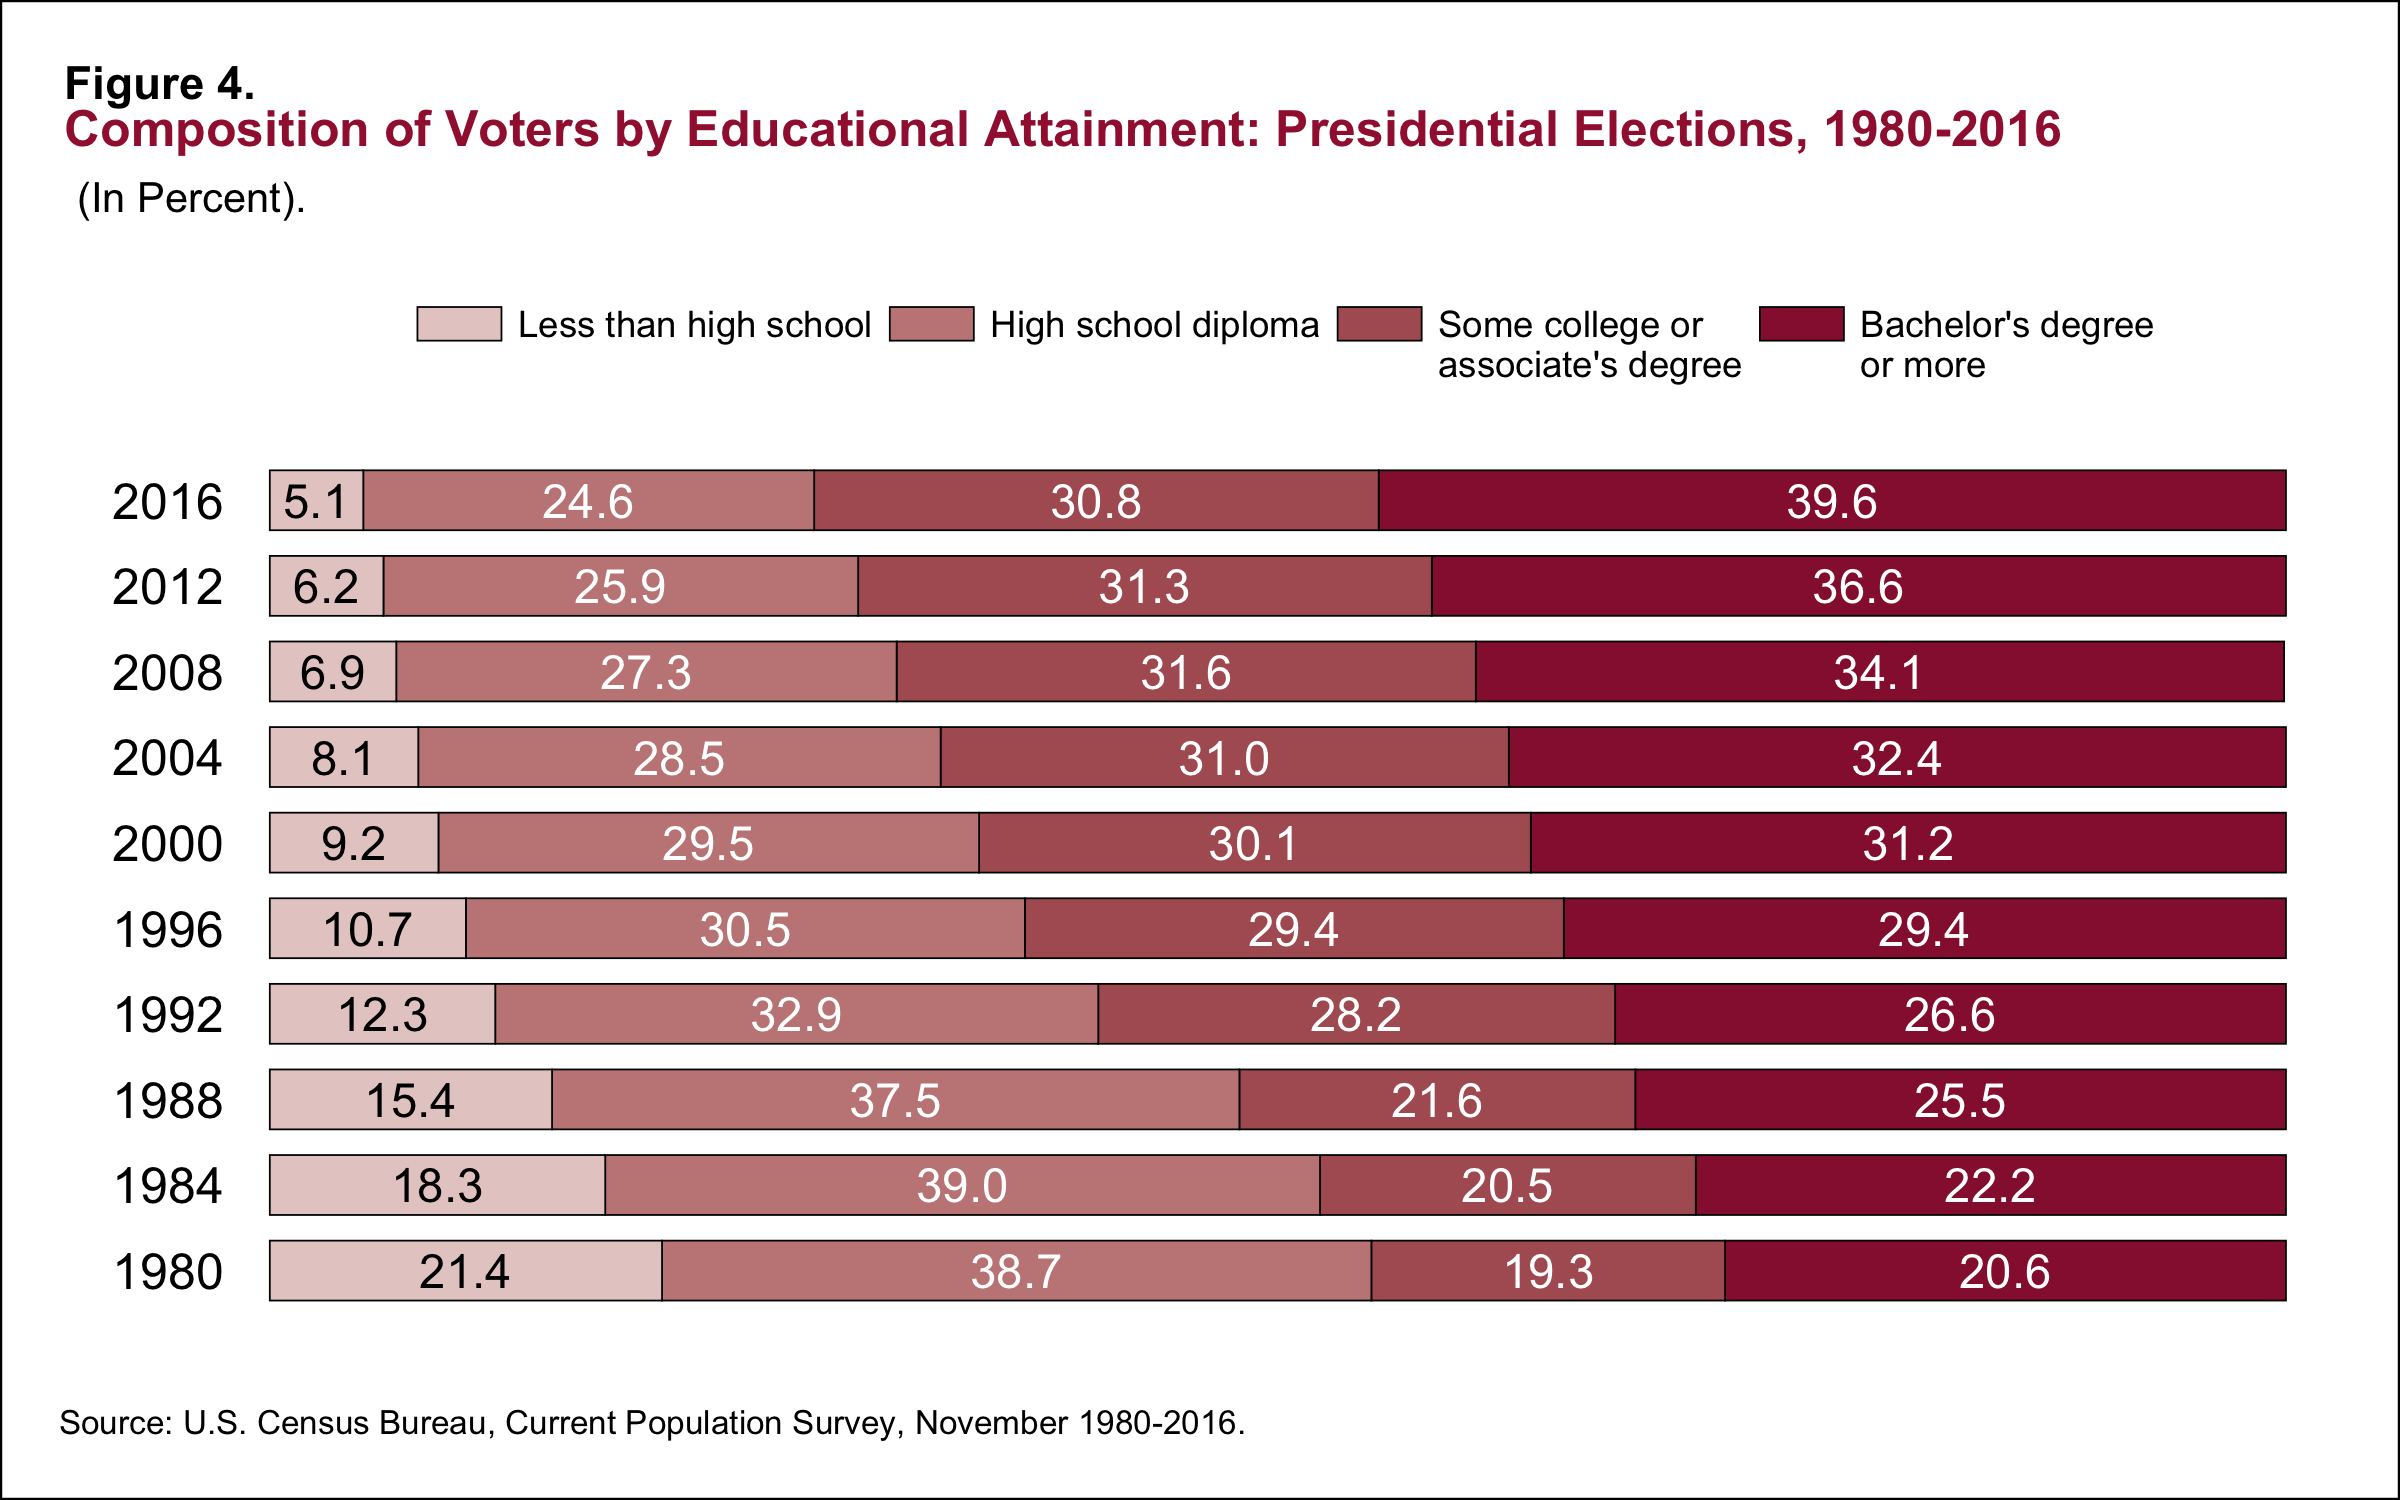 Figure 4.
Composition of Voters by Educational Attainment: Presidential Elections, 1980-2016
(In Percent).
Less than high school
High school diploma
Some college or
associate's degree
Bachelor's degree
or more
2016 5.1 24.6 30.8 39.6
2012 6.2 25.9 31.3 36.6
2008 6.9 27.3 31.6 34.1
2004 8.1 28.5 31.0 32.4
2000 9.2 29.5 30.1 31.2
1996 10.7 30.5 29.4 29.4
1992 12.3 32.9 28.2 26.6
1988 15.4 37.5 21.6 25.5
1984 18.3 39.0 20.5 22.2
1980 21.4 38.7 19.3 20.6
Source: U.S. Census Bureau, Current Population Survey, November 1980-2016.